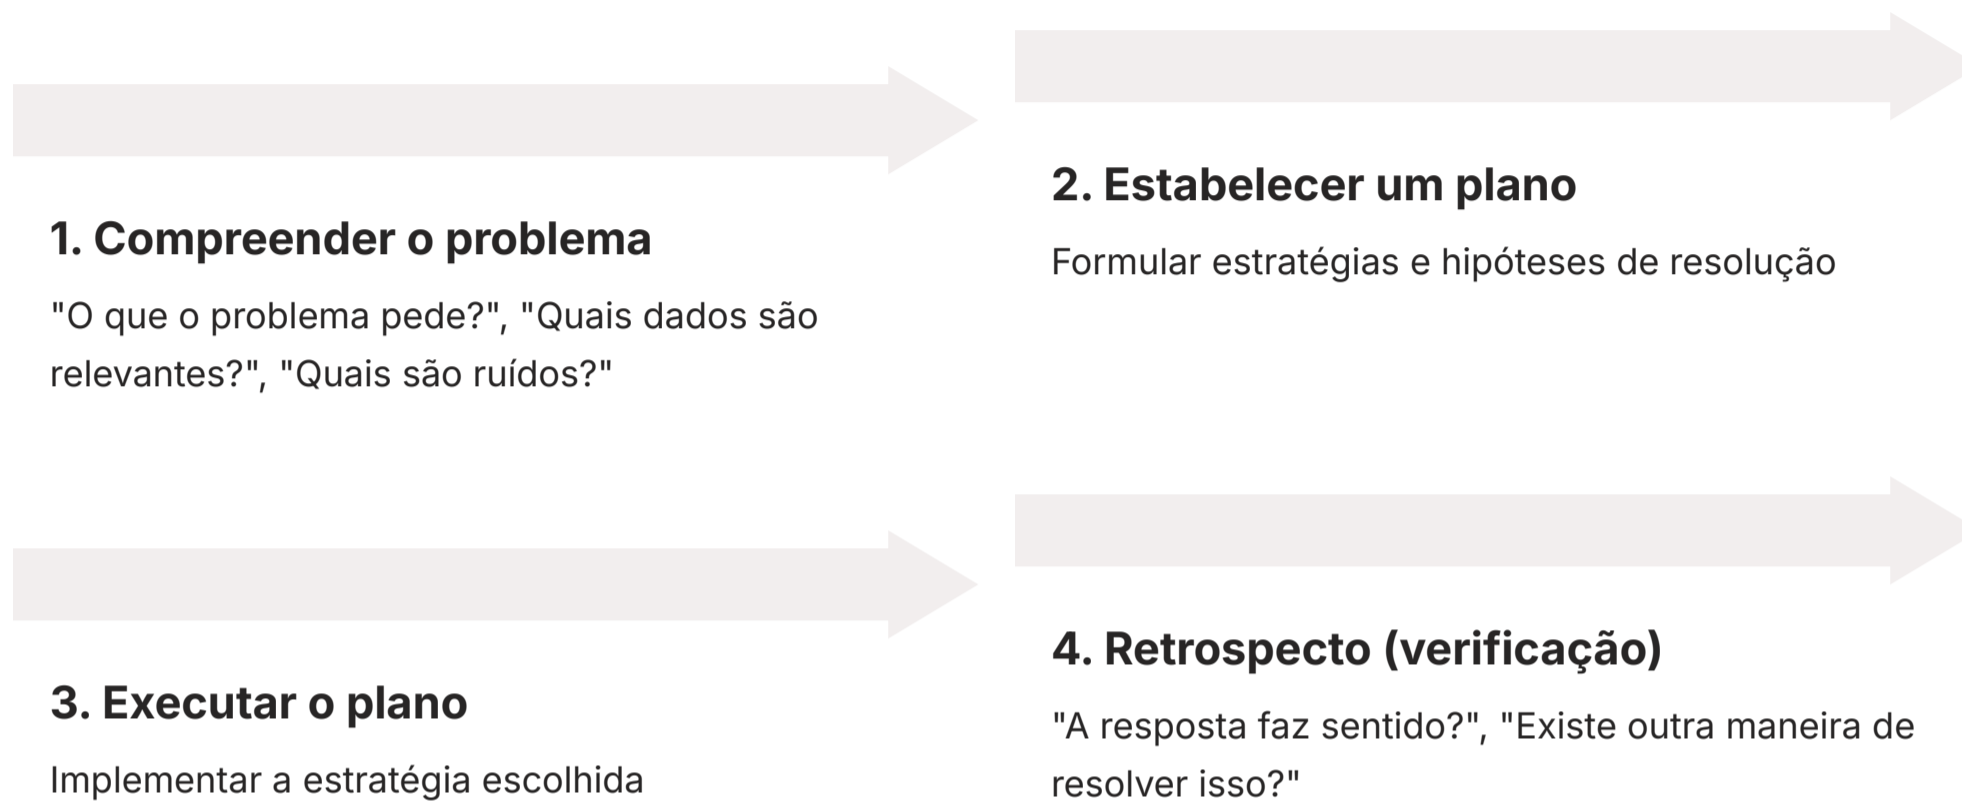 1. Compreender o problema
"O que o problema pede?", "Quais dados são
relevantes?", "Quais são ruídos?"
2. Estabelecer um plano
Formular estratégias e hipóteses de resolução
3. Executar o plano
Implementar a estratégia escolhida
4. Retrospecto (verificação)
"A resposta faz sentido?", "Existe outra maneira de
resolver isso?"